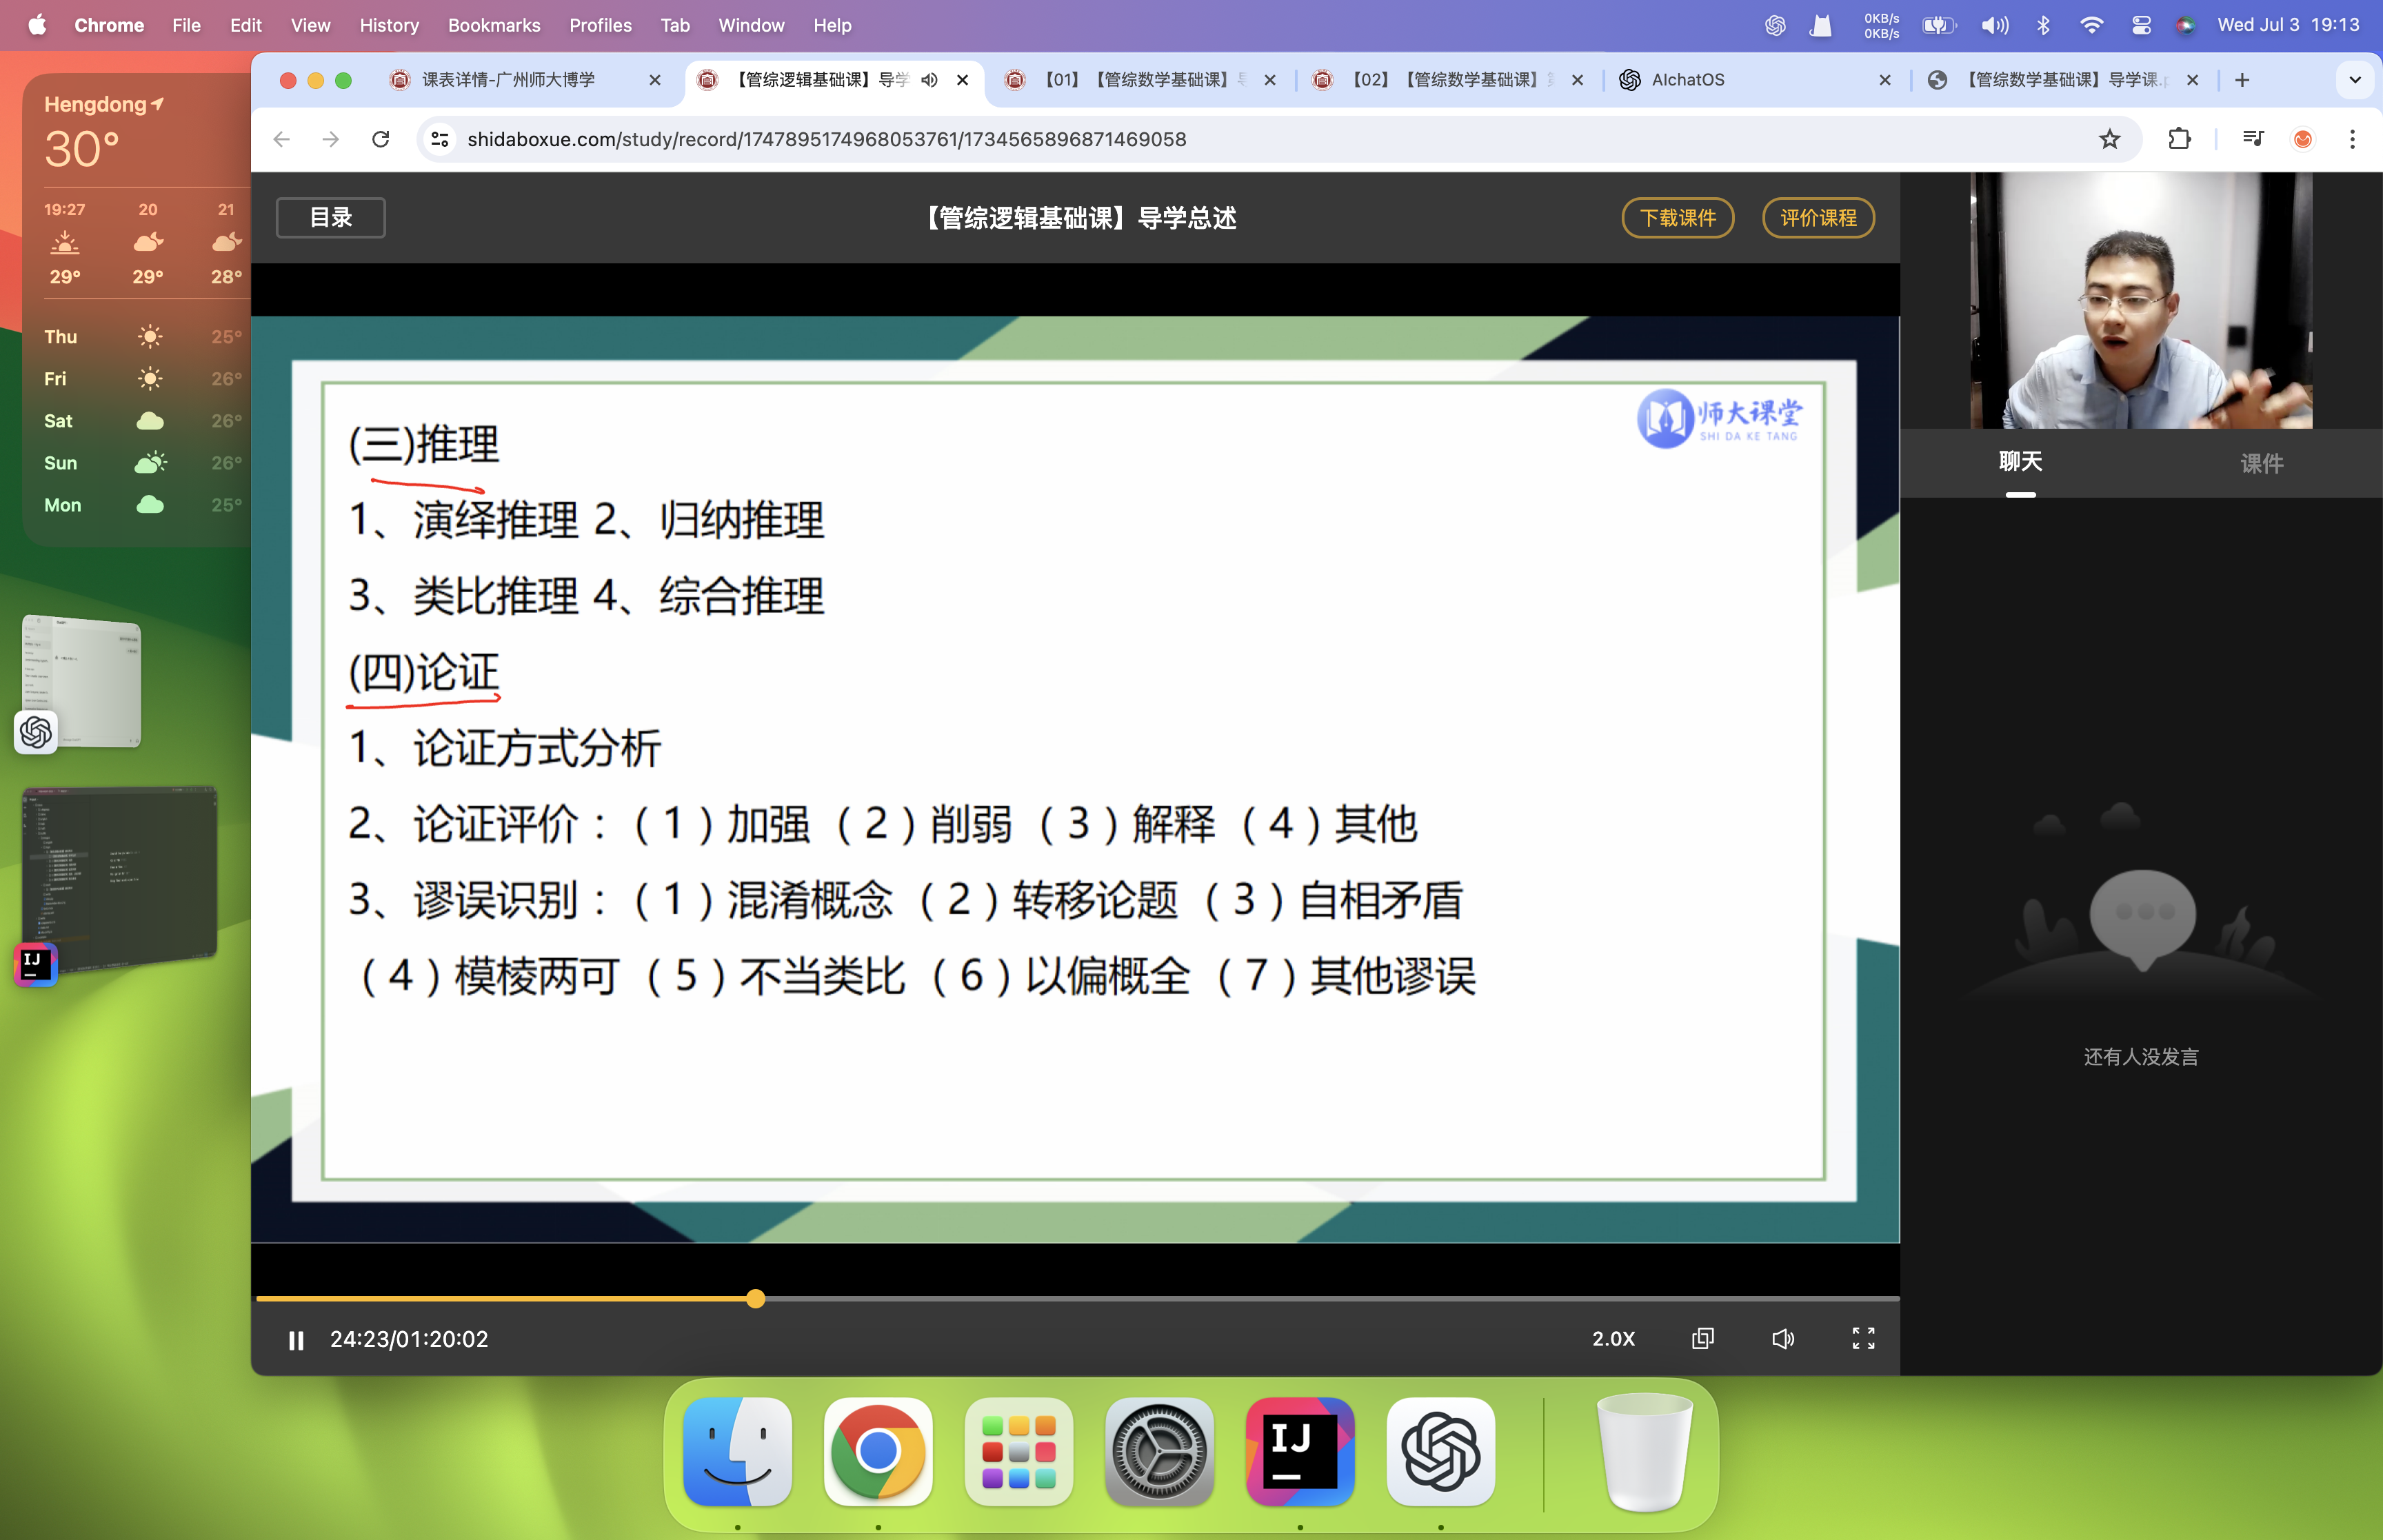 Chrome File Edit View History Bookmarks Profiles Tab Window Help
0KB/s
0KB/s
Wed Jul 3 19:13
Hengdong
30°
19:27 20 21
29° 29° 28°
Thu 25°
Fri 26°
Sat 26°
Sun 26°
Mon 25°
课表详情-广州师大博学
【管综逻辑基础课】导学
【01】【管综数学基础课】
【02】【管综数学基础课】
AIchatOS
【管综数学基础课】导学课.
shidaboxue.com/study/record/1747895174968053761/1734565896871469058
目录
【管综逻辑基础课】导学总述
下载课件
评价课程
师大课堂
SHI DA KE TANG
(三)推理
1、演绎推理 2、归纳推理
3、类比推理 4、综合推理
(四)论证
1、论证方式分析
2、论证评价：（1）加强（2）削弱（3）解释（4）其他
3、谬误识别：（1）混淆概念（2）转移论题（3）自相矛盾
（4）模棱两可（5）不当类比（6）以偏概全（7）其他谬误
聊天
课件
还有人没发言
24:23/01:20:02
2.0X
IJ
IJ